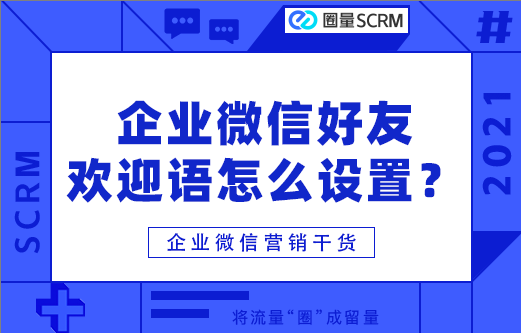 圈量SCRM
#
企业微信好友
欢迎语怎么设置？
企业微信营销干货
SCRM
2021
将流量“圈”成留量